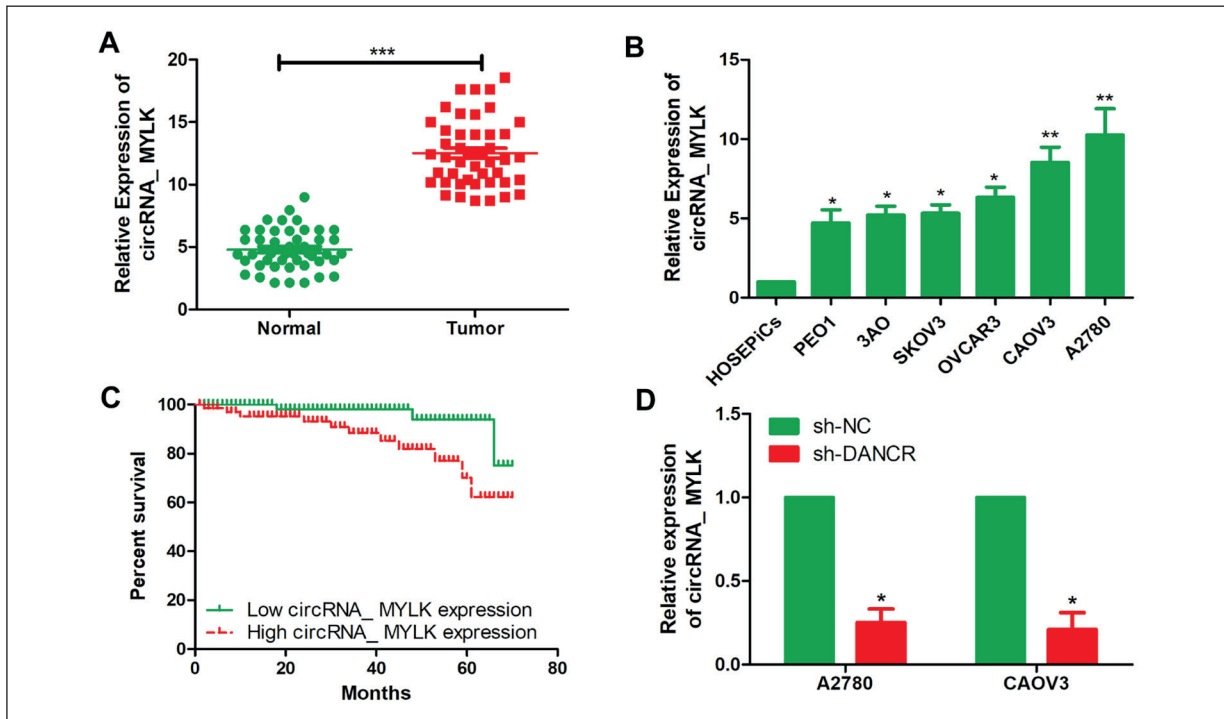 A
Relative Expression of
circRNA_ MYLK
20
15
10
5
0
***
Normal
Tumor
B
Relative Expression of
circRNA_ MYLK
15
10
5
0
*
*
*
*
**
**
HOSEPiCs
PEO1
3AO
SKOV3
OVCAR3
CAOV3
A2780
C
Percent survival
100
80
60
40
20
0
Low circRNA_ MYLK expression
High circRNA_ MYLK expression
0
20
40
60
80
Months
D
Relative expression
of circRNA_ MYLK
1.5
1.0
0.5
0.0
sh-NC
sh-DANCR
*
*
A2780
CAOV3